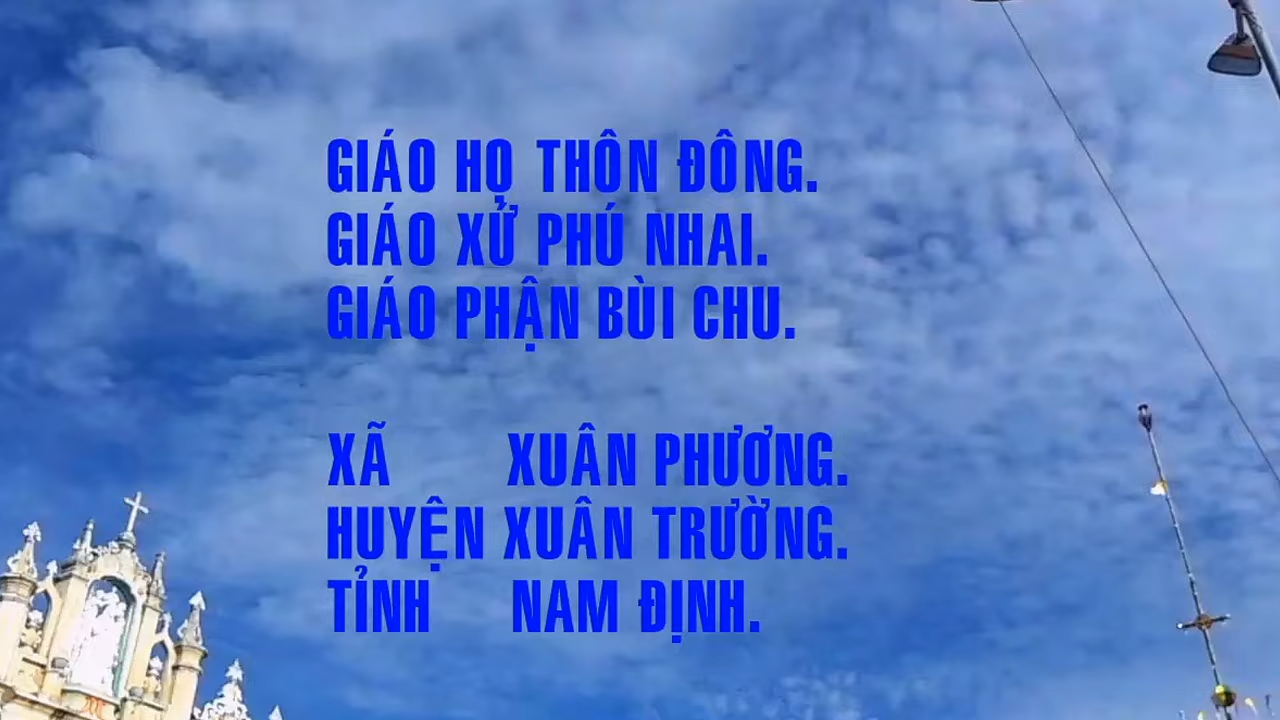 GIÁO HỌ THÔN ĐÔNG.
GIÁO XỨ PHÚ NHAI.
GIÁO PHẬN BÙI CHU.
XÃ XUÂN PHƯƠNG.
HUYỆN XUÂN TRƯỜNG.
TỈNH NAM ĐỊNH.